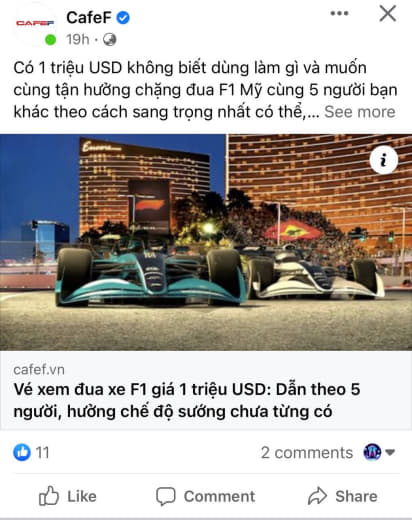 CAFEF
CafeF
19h ·
Có 1 triệu USD không biết dùng làm gì và muốn
cùng tận hưởng chặng đua F1 Mỹ cùng 5 người bạn
khác theo cách sang trọng nhất có thể,... See more
Encore
cafef.vn
Vé xem đua xe F1 giá 1 triệu USD: Dẫn theo 5
người, hưởng chế độ sướng chưa từng có
11
2 comments
Like
Comment
Share